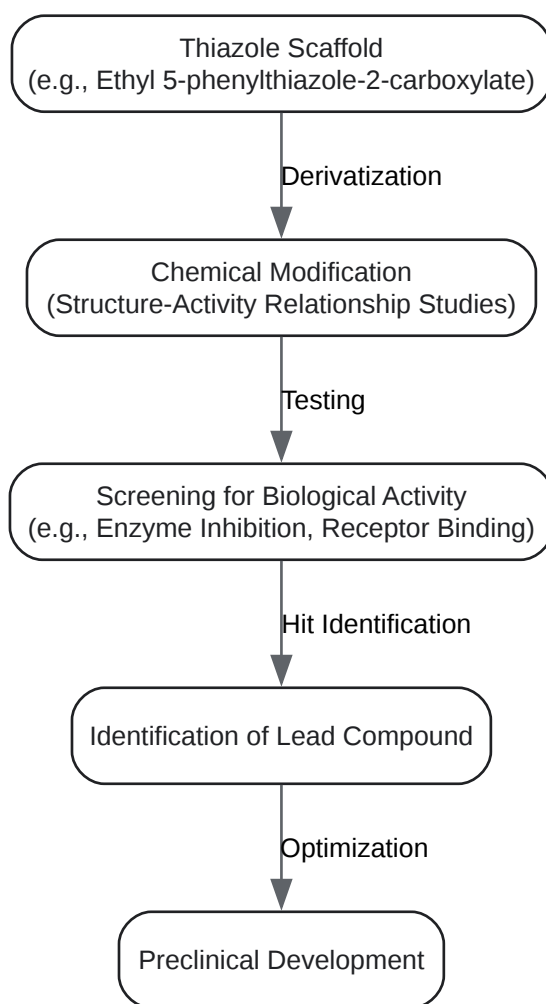 Thiazole Scaffold
(e.g., Ethyl 5-phenylthiazole-2-carboxylate)
Derivatization
Chemical Modification
(Structure-Activity Relationship Studies)
Testing
Screening for Biological Activity
(e.g., Enzyme Inhibition, Receptor Binding)
Hit Identification
Identification of Lead Compound
Optimization
Preclinical Development